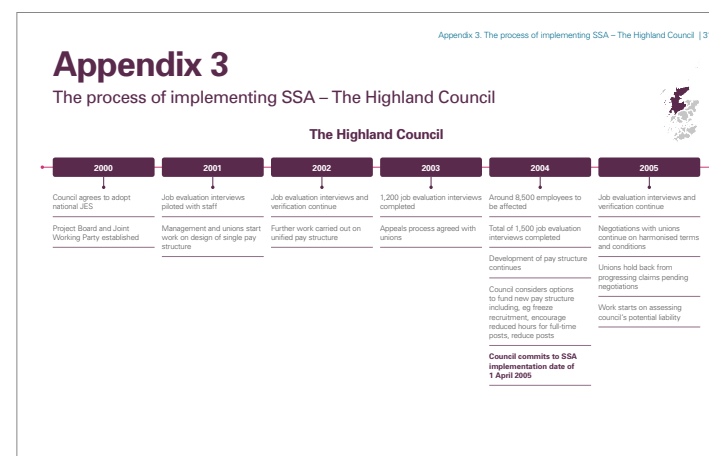 Appendix 3. The process of implementing SSA – The Highland Council | 3
Appendix 3
The process of implementing SSA – The Highland Council
The Highland Council
2000
Council agrees to adopt
national JES
Project Board and Joint
Working Party established
2001
Job evaluation interviews
piloted with staff
Management and unions start
work on design of single pay
structure
2002
Job evaluation interviews and
verification continue
Further work carried out on
unified pay structure
2003
1,200 job evaluation interviews
completed
Appeals process agreed with
unions
2004
Around 8,500 employees to
be affected
Total of 1,500 job evaluation
interviews completed
Development of pay structure
continues
Council considers options
to fund new pay structure
including, eg freeze
recruitment, encourage
reduced hours for full-time
posts, reduce posts
Council commits to SSA
implementation date of
1 April 2005
2005
Job evaluation interviews and
verification continue
Negotiations with unions
continue on harmonised terms
and conditions
Unions hold back from
progressing claims pending
negotiations
Work starts on assessing
council's potential liability